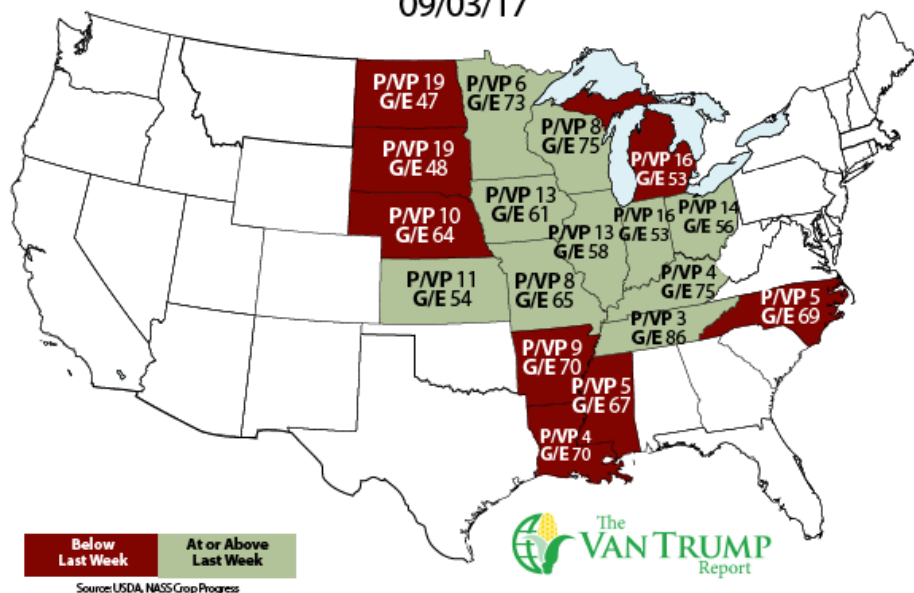 09/03/17
P/VP 19
G/E 47
P/VP 6
G/E 73
P/VP 8
G/E 75
P/VP 16
G/E 53
P/VP 19
G/E 48
P/VP 10
G/E 64
P/VP 13
G/E 61
P/VP 13
G/E 58
P/VP 16
G/E 53
P/VP 14
G/E 56
P/VP 11
G/E 54
P/VP 8
G/E 65
P/VP 4
G/E 75
P/VP 3
G/E 86
P/VP 5
G/E 69
P/VP 9
G/E 70
P/VP 5
G/E 67
P/VP 4
G/E 70
Below
Last Week
At or Above
Last Week
Source: USDA, NASS Crop Progress
The
VAN TRUMP
Report